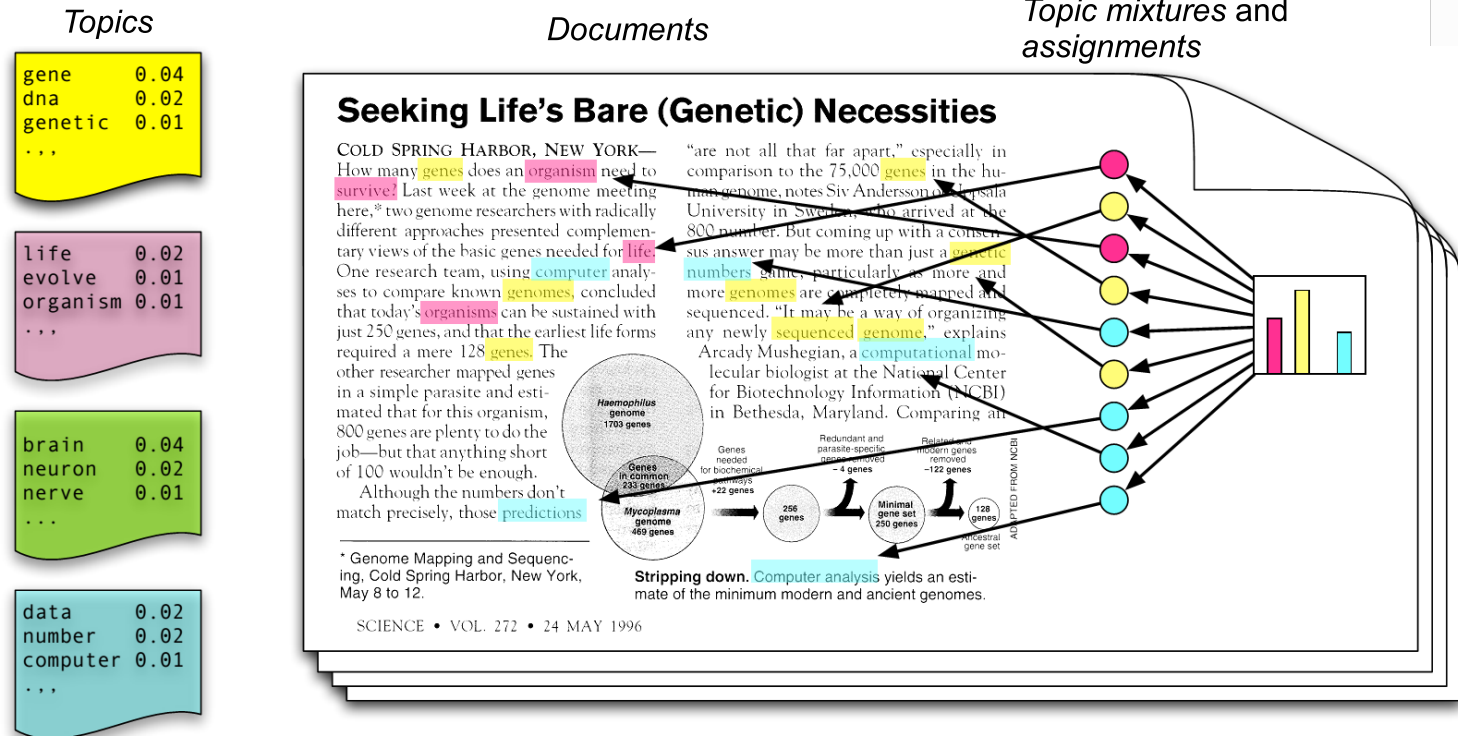 Topics
gene 0.04
dna 0.02
genetic 0.01
.,,
life 0.02
evolve 0.01
organism 0.01
.,,
brain 0.04
neuron 0.02
nerve 0.01
...
data 0.02
number 0.02
computer 0.01
.,,
Documents
Topic mixtures and
assignments
Seeking Life's Bare (Genetic) Necessities
COLD SPRING HARBOR, NEW YORK—
How many genes does an organism need to
survive? Last week at the genome meeting
here,* two genome researchers with radically
different approaches presented complemen-
tary views of the basic genes needed for life.
One research team, using computer analy-
ses to compare known genomes, concluded
that today's organisms can be sustained with
just 250 genes, and that the earliest life forms
required a mere 128 genes. The
other researcher mapped genes
in a simple parasite and esti-
mated that for this organism,
800 genes are plenty to do the
job—but that anything short
of 100 wouldn't be enough.
Although the numbers don't
match precisely, those predictions
* Genome Mapping and Sequenc-
ing, Cold Spring Harbor, New York,
May 8 to 12.
"are not all that far apart," especially in
comparison to the 75,000 genes in the hu-
man genome, notes Siv Andersson of Uppsala
University in Sweden, who arrived at the
800 number. But coming up with a consen-
sus answer may be more than just a genetic
numbers game, particularly as more and
more genomes are completely mapped and
sequenced. "It may be a way of organizing
any newly sequenced genome," explains
Arcady Mushegian, a computational mo-
lecular biologist at the National Center
for Biotechnology Information (NCBI)
in Bethesda, Maryland. Comparing an
Haemophilus
genome
1703 genes
Genes
in common
233 genes
Mycoplasma
genome
469 genes
Genes
needed
for biochemical
pathways
+22 genes
256
genes
Redundant and
parasite-specific
genes removed
– 4 genes
Minimal
gene set
250 genes
Related and
modern genes
removed
–122 genes
128
genes
Ancestral
gene set
ADAPTED FROM NCBI
Stripping down. Computer analysis yields an esti-
mate of the minimum modern and ancient genomes.
SCIENCE • VOL. 272 • 24 MAY 1996